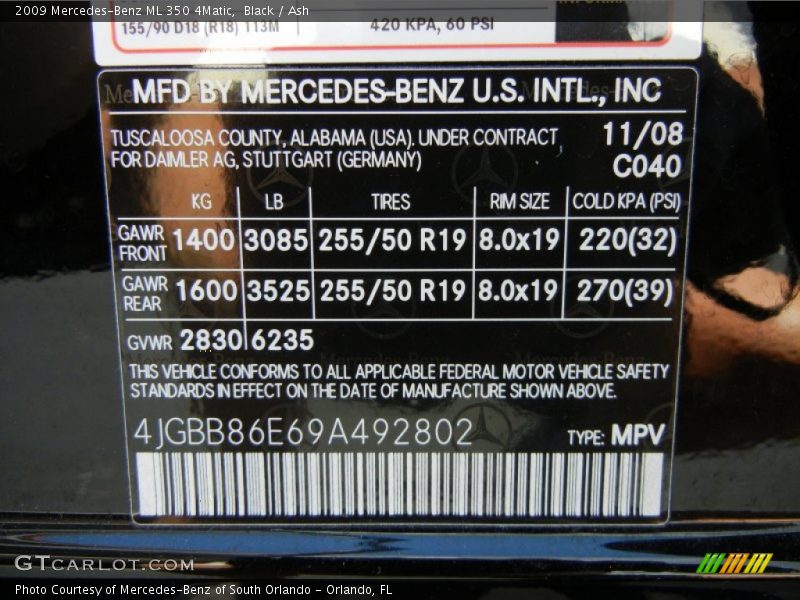 2009 Mercedes-Benz ML 350 4Matic,  Black / Ash
155/90 D18 (R18) 113M 420 KPA, 60 PSI
MFD BY MERCEDES-BENZ U.S. INTL., INC
TUSCALOOSA COUNTY, ALABAMA (USA). UNDER CONTRACT 11/08
FOR DAIMLER AG, STUTTGART (GERMANY) C040
KG LB TIRES RIM SIZE COLD KPA (PSI)
GAWR FRONT 1400 3085 255/50 R19 8.0x19 220(32)
GAWR REAR 1600 3525 255/50 R19 8.0x19 270(39)
GVWR 2830 6235
THIS VEHICLE CONFORMS TO ALL APPLICABLE FEDERAL MOTOR VEHICLE SAFETY
STANDARDS IN EFFECT ON THE DATE OF MANUFACTURE SHOWN ABOVE.
4JGBB86E69A492802 TYPE: MPV
GTCARLOT.COM
Photo Courtesy of Mercedes-Benz of South Orlando - Orlando, FL